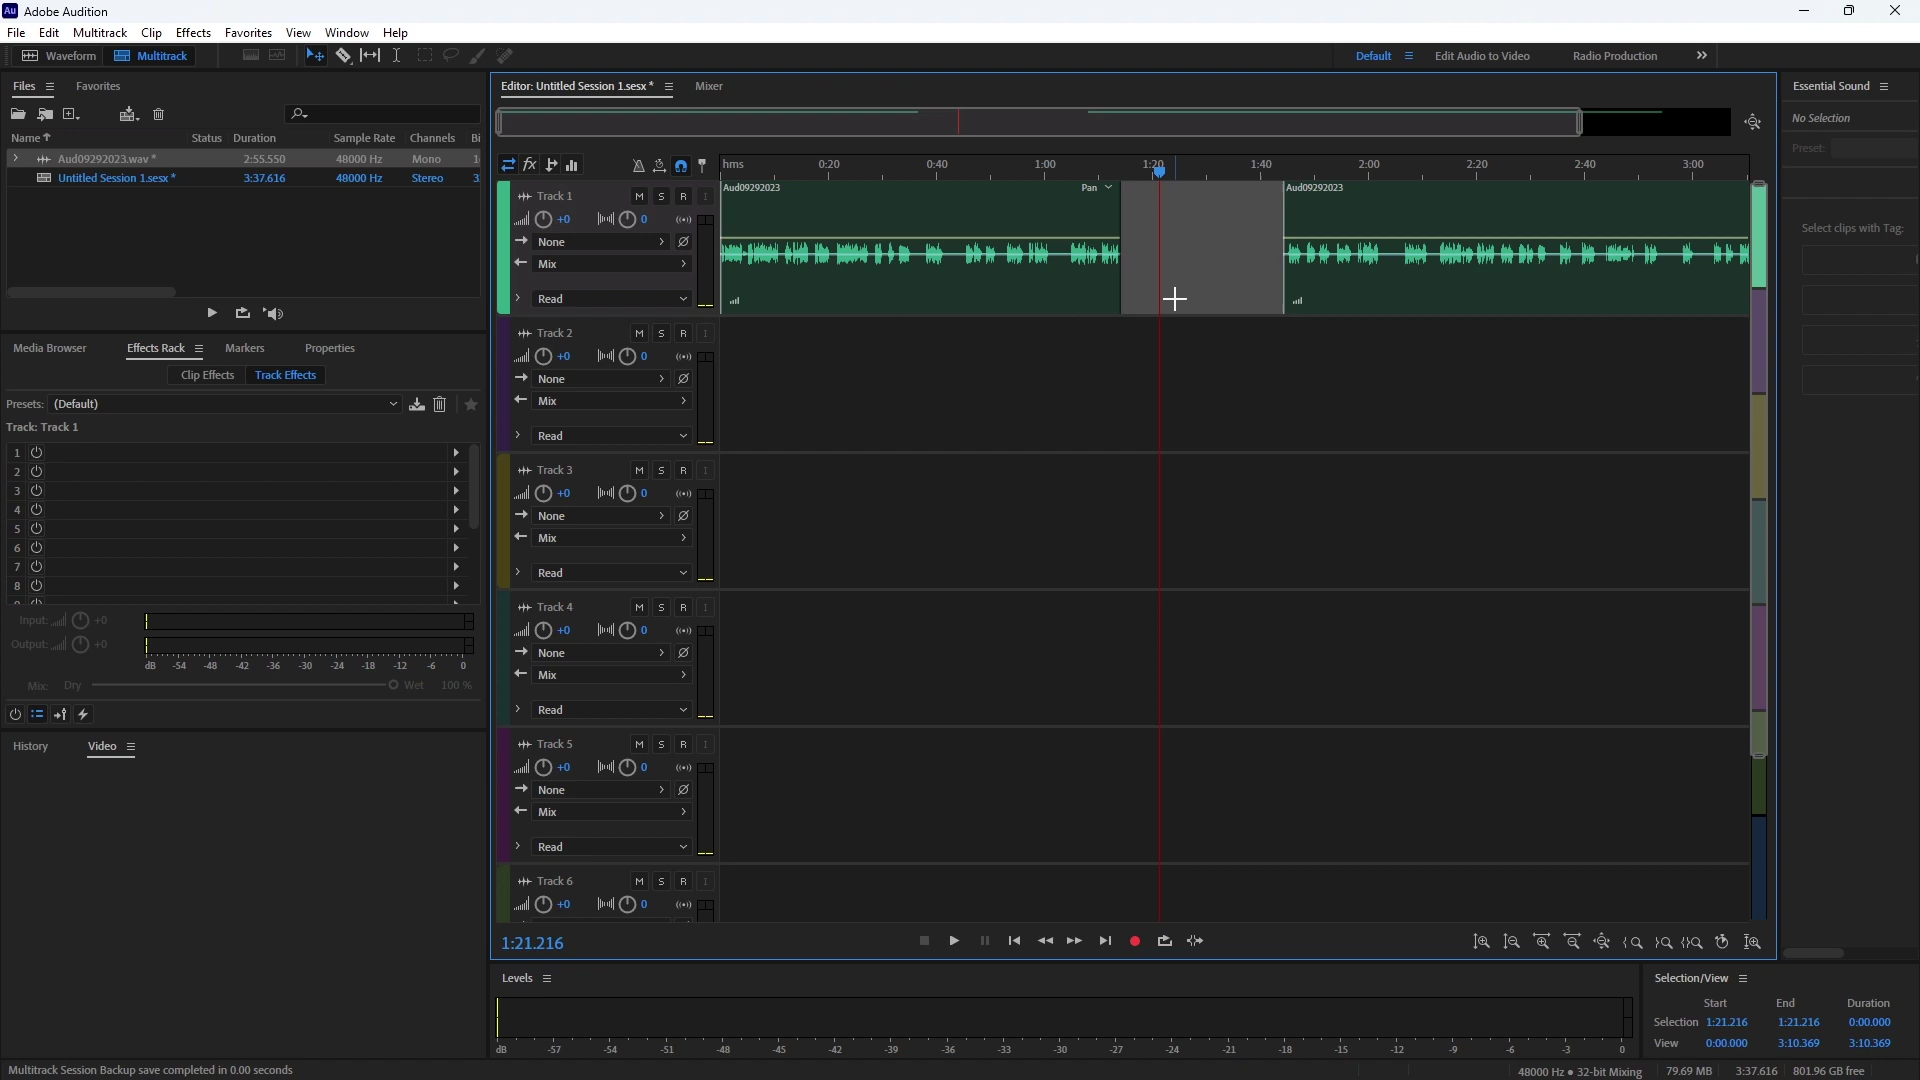 Au Adobe Audition
File Edit Multitrack Clip Effects Favorites View Window Help
Waveform Multitrack Default Edit Audio to Video Radio Production
Files Favorites
Name Status Duration Sample Rate Channels Bi
Aud09292023.wav * 2:55.550 48000 Hz Mono 1
Untitled Session 1.sesx * 3:37.616 48000 Hz Stereo 3
Media Browser Effects Rack Markers Properties
Clip Effects Track Effects
Presets: (Default)
Track: Track 1
1
2
3
4
5
6
7
8
Input: +0
Output: +0
dB -54 -48 -42 -36 -30 -24 -18 -12 -6 0
Mix: Dry Wet 100 %
History Video
Editor: Untitled Session 1.sesx * Mixer
fx hms 0:20 0:40 1:00 1:20 1:40 2:00 2:20 2:40 3:00
Aud09292023 Pan Aud09292023
Track 1 M S R I
+0 0
None
Mix
Read
Track 2 M S R I
+0 0
None
Mix
Read
Track 3 M S R I
+0 0
None
Mix
Read
Track 4 M S R I
+0 0
None
Mix
Read
Track 5 M S R I
+0 0
None
Mix
Read
Track 6 M S R I
+0 0
1:21.216
Levels
dB -57 -54 -51 -48 -45 -42 -39 -36 -33 -30 -27 -24 -21 -18 -15 -12 -9 -6 -3 0
Essential Sound
No Selection
Preset:
Select clips with Tag:
Selection/View
Start End Duration
Selection 1:21.216 1:21.216 0:00.000
View 0:00.000 3:10.369 3:10.369
Multitrack Session Backup save completed in 0.00 seconds
48000 Hz • 32-bit Mixing 79.69 MB 3:37.616 801.96 GB free